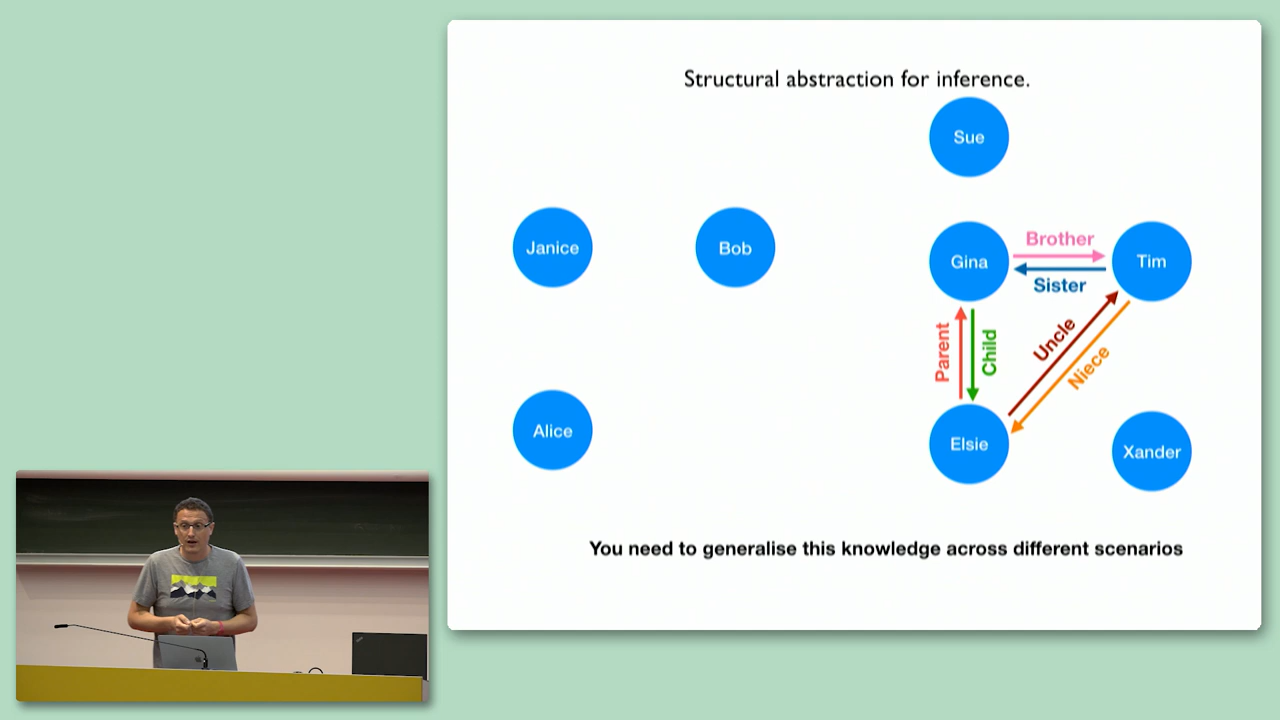 Structural abstraction for inference.
Sue
Janice
Bob
Gina
Brother
Sister
Tim
Parent
Child
Uncle
Niece
Alice
Elsie
Xander
You need to generalise this knowledge across different scenarios